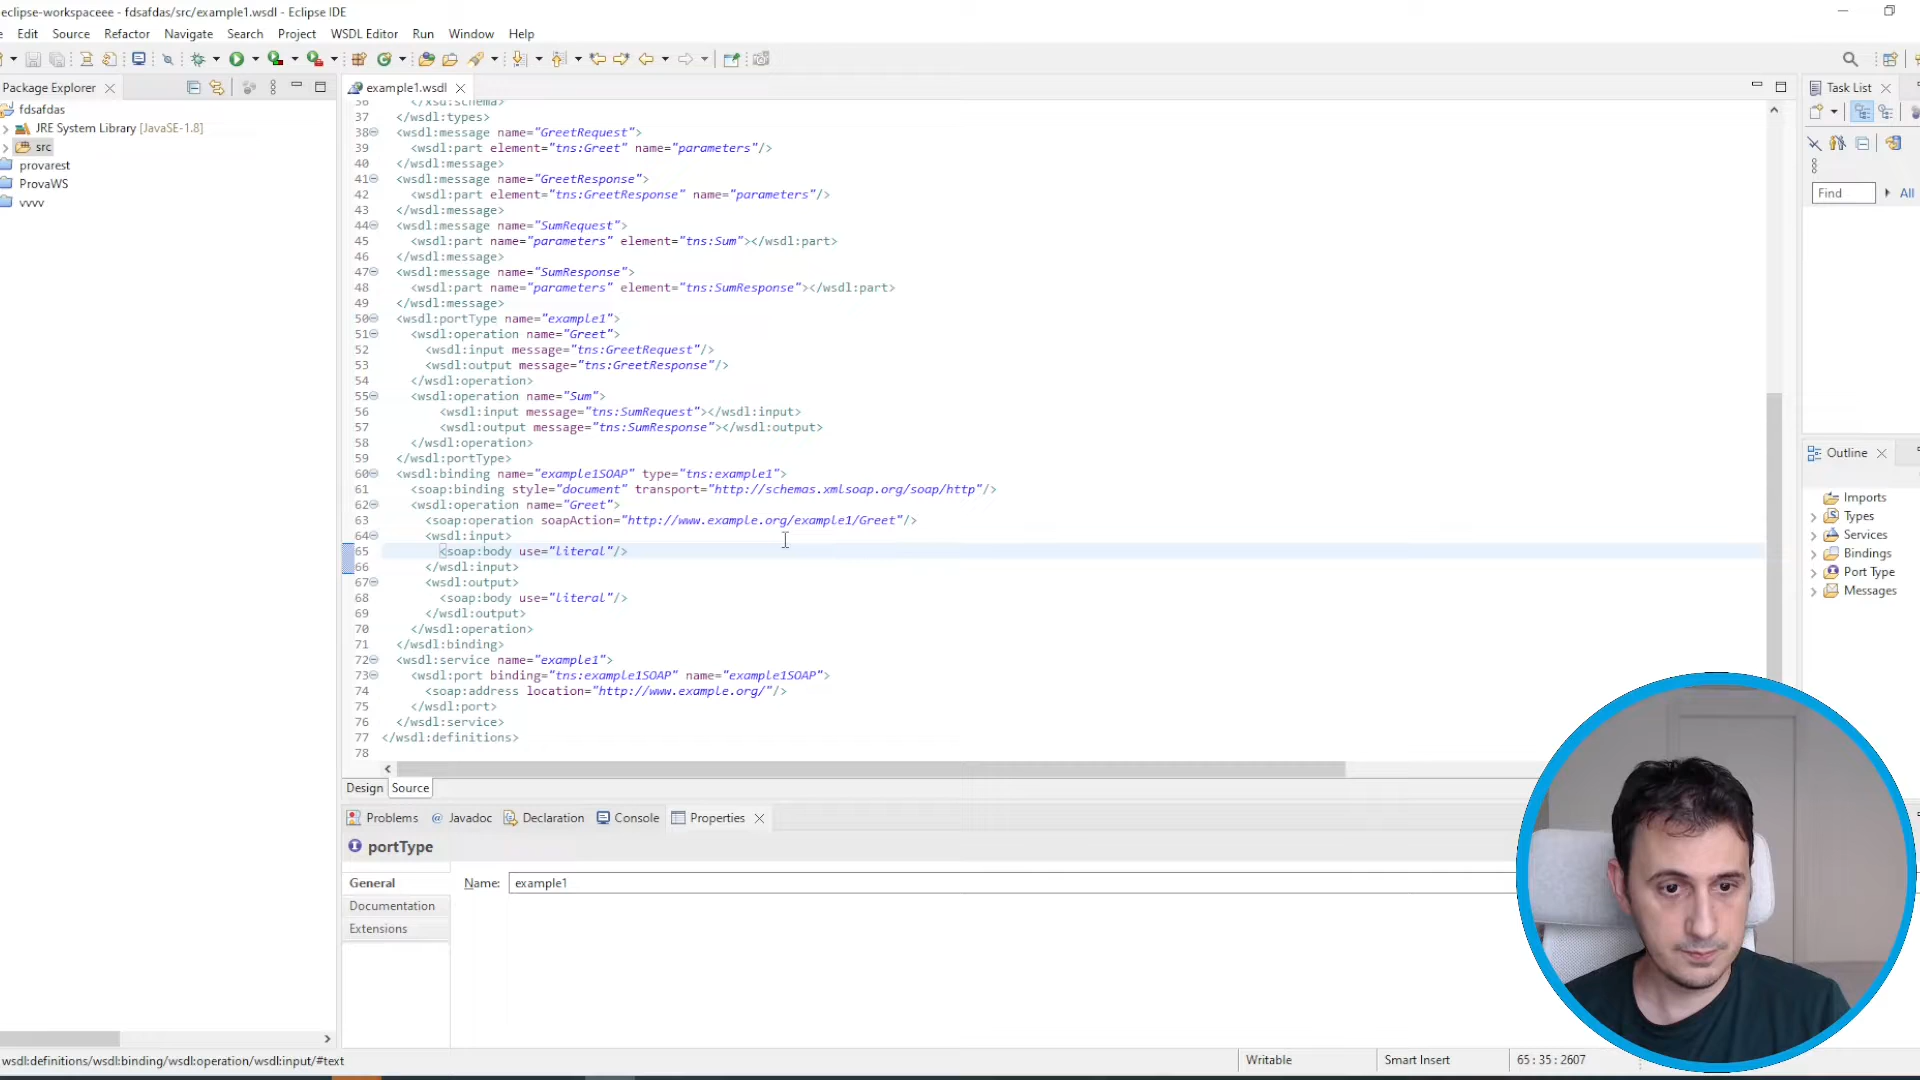 eclipse-workspaceee - fdsafdas/src/example1.wsdl - Eclipse IDE
Edit Source Refactor Navigate Search Project WSDL Editor Run Window Help
Package Explorer
fdsafdas
JRE System Library [JavaSE-1.8]
src
provarest
ProvaWS
vvvv
example1.wsdl
36 </xsd:schema>
37 </wsdl:types>
38 <wsdl:message name="GreetRequest">
39 <wsdl:part element="tns:Greet" name="parameters"/>
40 </wsdl:message>
41 <wsdl:message name="GreetResponse">
42 <wsdl:part element="tns:GreetResponse" name="parameters"/>
43 </wsdl:message>
44 <wsdl:message name="SumRequest">
45 <wsdl:part name="parameters" element="tns:Sum"></wsdl:part>
46 </wsdl:message>
47 <wsdl:message name="SumResponse">
48 <wsdl:part name="parameters" element="tns:SumResponse"></wsdl:part>
49 </wsdl:message>
50 <wsdl:portType name="example1">
51 <wsdl:operation name="Greet">
52 <wsdl:input message="tns:GreetRequest"/>
53 <wsdl:output message="tns:GreetResponse"/>
54 </wsdl:operation>
55 <wsdl:operation name="Sum">
56 <wsdl:input message="tns:SumRequest"></wsdl:input>
57 <wsdl:output message="tns:SumResponse"></wsdl:output>
58 </wsdl:operation>
59 </wsdl:portType>
60 <wsdl:binding name="example1SOAP" type="tns:example1">
61 <soap:binding style="document" transport="http://schemas.xmlsoap.org/soap/http"/>
62 <wsdl:operation name="Greet">
63 <soap:operation soapAction="http://www.example.org/example1/Greet"/>
64 <wsdl:input>
65 <soap:body use="literal"/>
66 </wsdl:input>
67 <wsdl:output>
68 <soap:body use="literal"/>
69 </wsdl:output>
70 </wsdl:operation>
71 </wsdl:binding>
72 <wsdl:service name="example1">
73 <wsdl:port binding="tns:example1SOAP" name="example1SOAP">
74 <soap:address location="http://www.example.org/"/>
75 </wsdl:port>
76 </wsdl:service>
77 </wsdl:definitions>
78
Design Source
Problems @ Javadoc Declaration Console Properties
portType
General
Documentation
Extensions
Name: example1
Task List
Find All
Outline
Imports
Types
Services
Bindings
Port Type
Messages
wsdl:definitions/wsdl:binding/wsdl:operation/wsdl:input/#text
Writable Smart Insert 65 : 35 : 2607